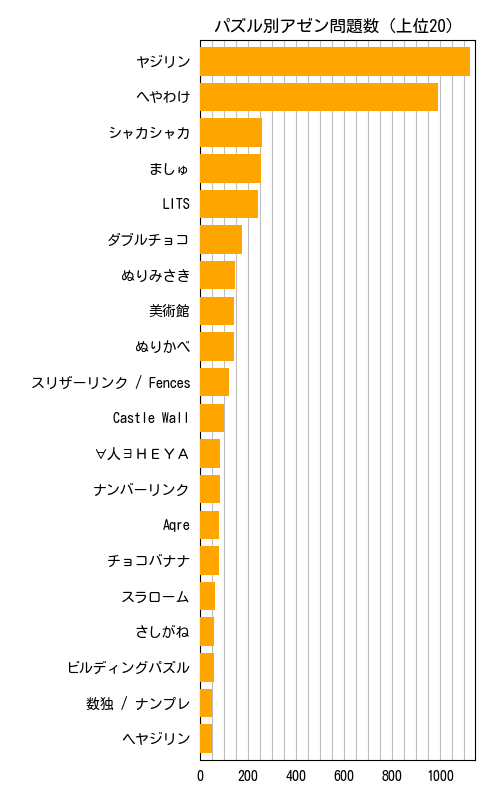 パズル別アゼン問題数 (上位20)
ヤジリン
へやわけ
シャカシャカ
ましゅ
LITS
ダブルチョコ
ぬりみさき
美術館
ぬりかべ
スリザーリンク / Fences
Castle Wall
∀人∃ＨＥＹＡ
ナンバーリンク
Aqre
チョコバナナ
スラローム
さしがね
ビルディングパズル
数独 / ナンプレ
ヘヤジリン
0 200 400 600 800 1000